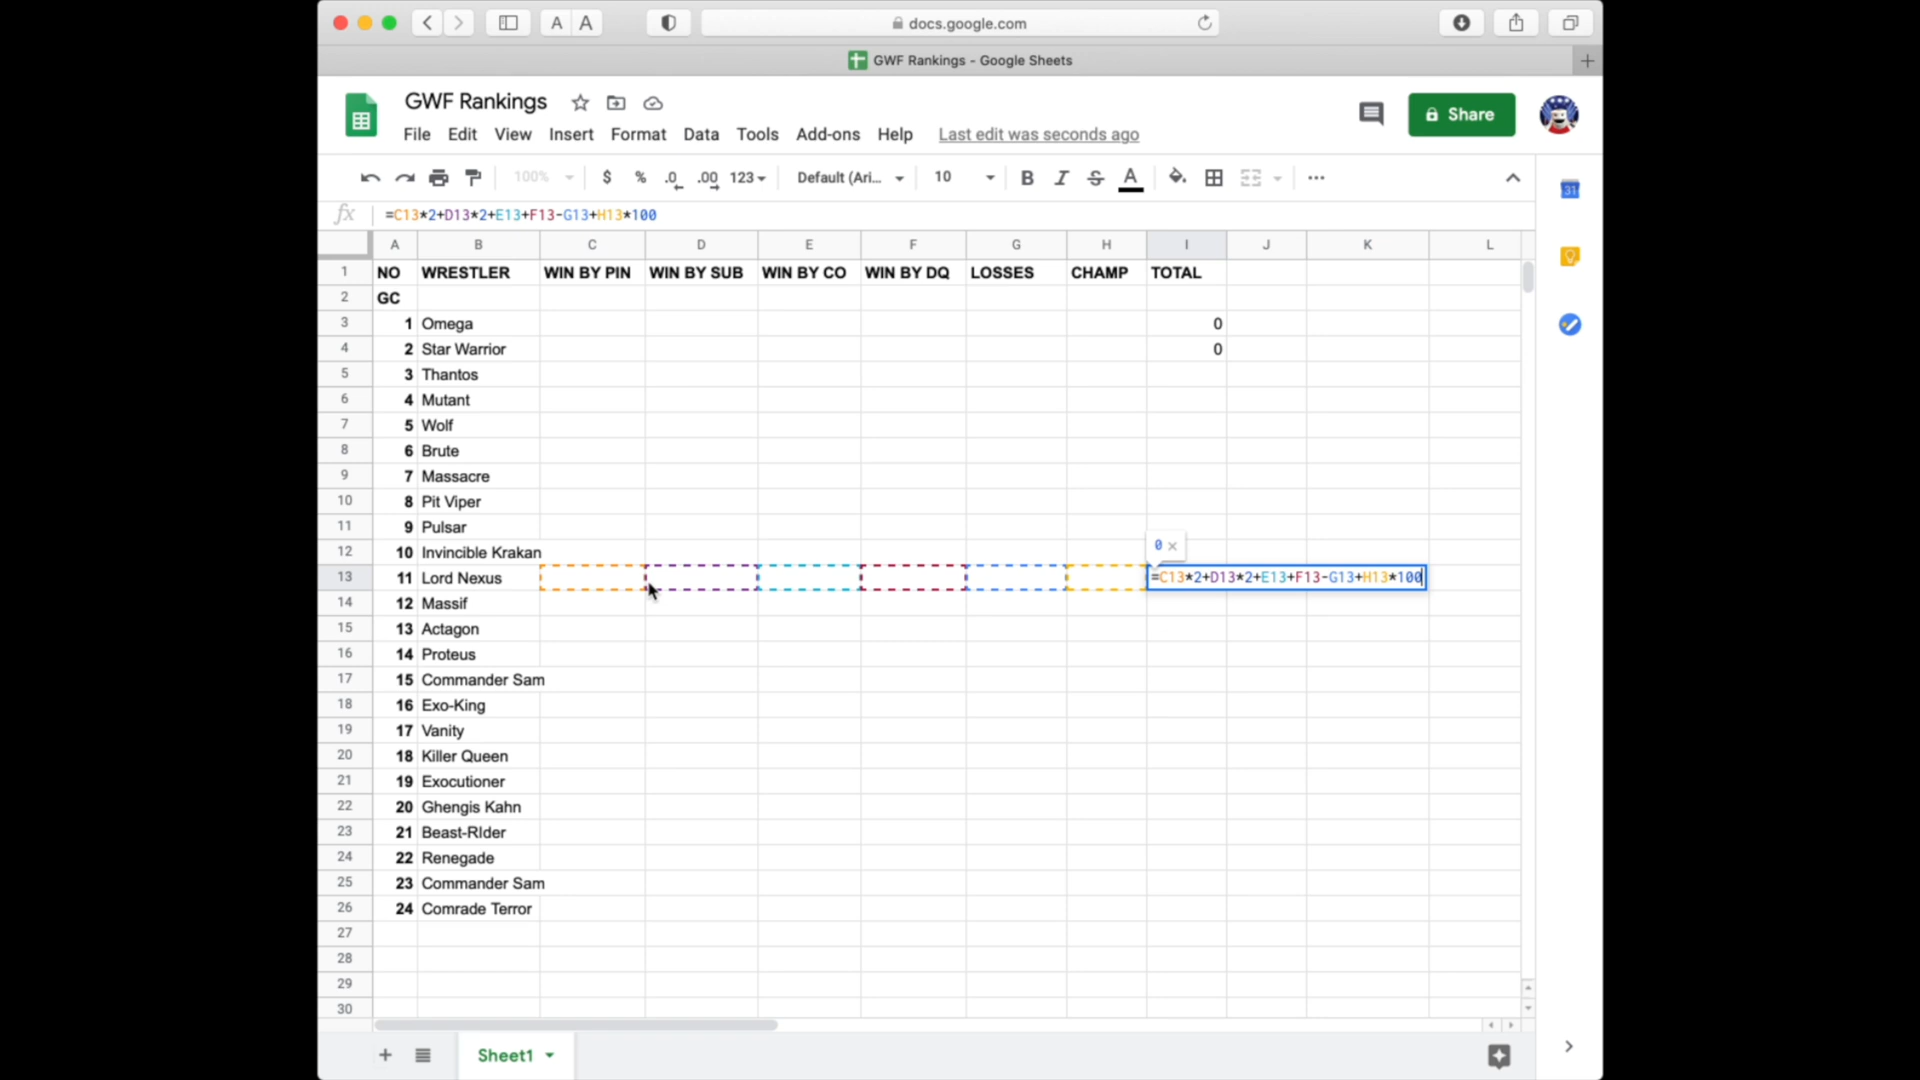 A A docs.google.com
GWF Rankings - Google Sheets
GWF Rankings
Share
File Edit View Insert Format Data Tools Add-ons Help Last edit was seconds ago
100% $ % .0 .00 123 Default (Ari... 10 B I S A
fx =C13*2+D13*2+E13+F13-G13+H13*100
31
A B C D E F G H I J K L
1 NO WRESTLER WIN BY PIN WIN BY SUB WIN BY CO WIN BY DQ LOSSES CHAMP TOTAL
2 GC
3 1 Omega 0
4 2 Star Warrior 0
5 3 Thantos
6 4 Mutant
7 5 Wolf
8 6 Brute
9 7 Massacre
10 8 Pit Viper
11 9 Pulsar
12 10 Invincible Krakan
0 ×
13 11 Lord Nexus =C13*2+D13*2+E13+F13-G13+H13*100
14 12 Massif
15 13 Actagon
16 14 Proteus
17 15 Commander Sam
18 16 Exo-King
19 17 Vanity
20 18 Killer Queen
21 19 Exocutioner
22 20 Ghengis Kahn
23 21 Beast-RIder
24 22 Renegade
25 23 Commander Sam
26 24 Comrade Terror
27
28
29
30
Sheet1